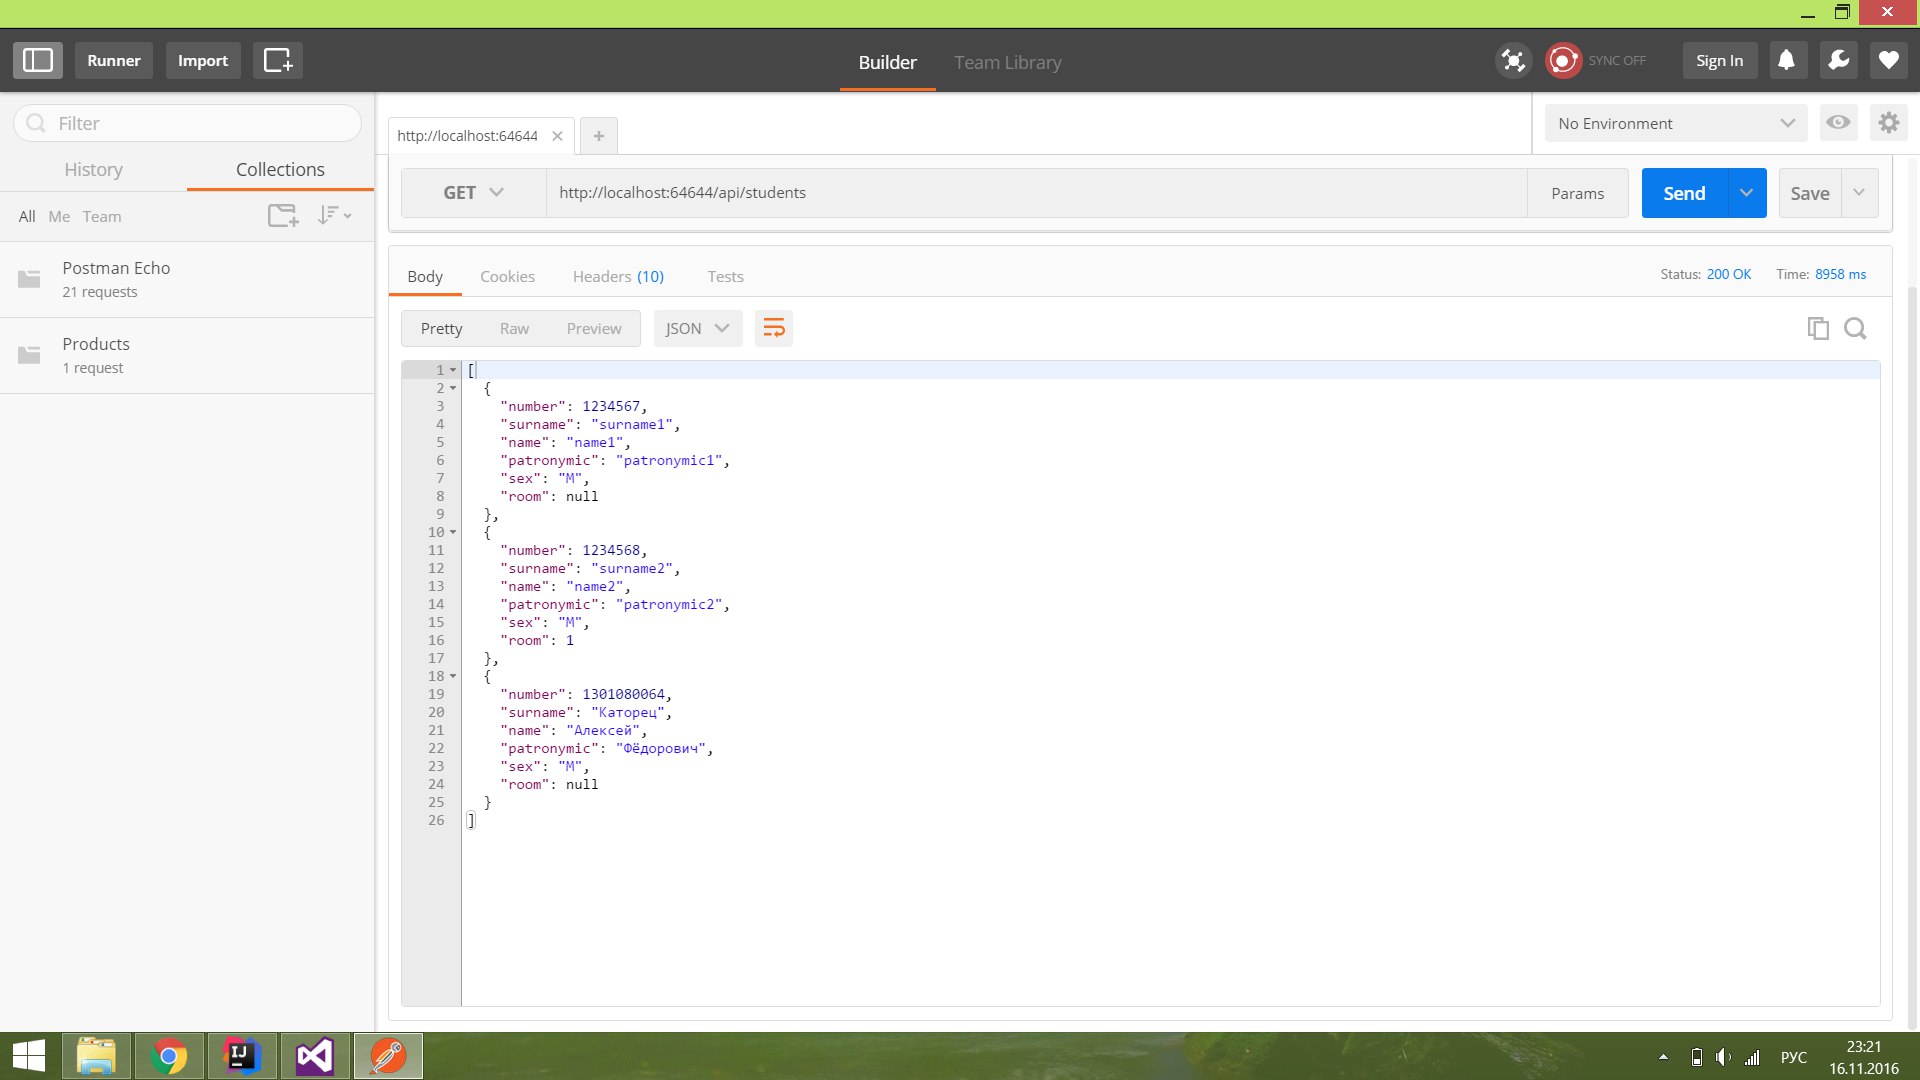 Runner
Import
Builder
Team Library
SYNC OFF
Sign In
Filter
History
Collections
All Me Team
Postman Echo
21 requests
Products
1 request
http://localhost:64644
No Environment
GET
http://localhost:64644/api/students
Params
Send
Save
Body
Cookies
Headers (10)
Tests
Status: 200 OK
Time: 8958 ms
Pretty
Raw
Preview
JSON
1 [
2 {
3 "number": 1234567,
4 "surname": "surname1",
5 "name": "name1",
6 "patronymic": "patronymic1",
7 "sex": "M",
8 "room": null
9 },
10 {
11 "number": 1234568,
12 "surname": "surname2",
13 "name": "name2",
14 "patronymic": "patronymic2",
15 "sex": "M",
16 "room": 1
17 },
18 {
19 "number": 1301080064,
20 "surname": "Каторец",
21 "name": "Алексей",
22 "patronymic": "Фёдорович",
23 "sex": "M",
24 "room": null
25 }
26 ]
IJ
РУС
23:21
16.11.2016